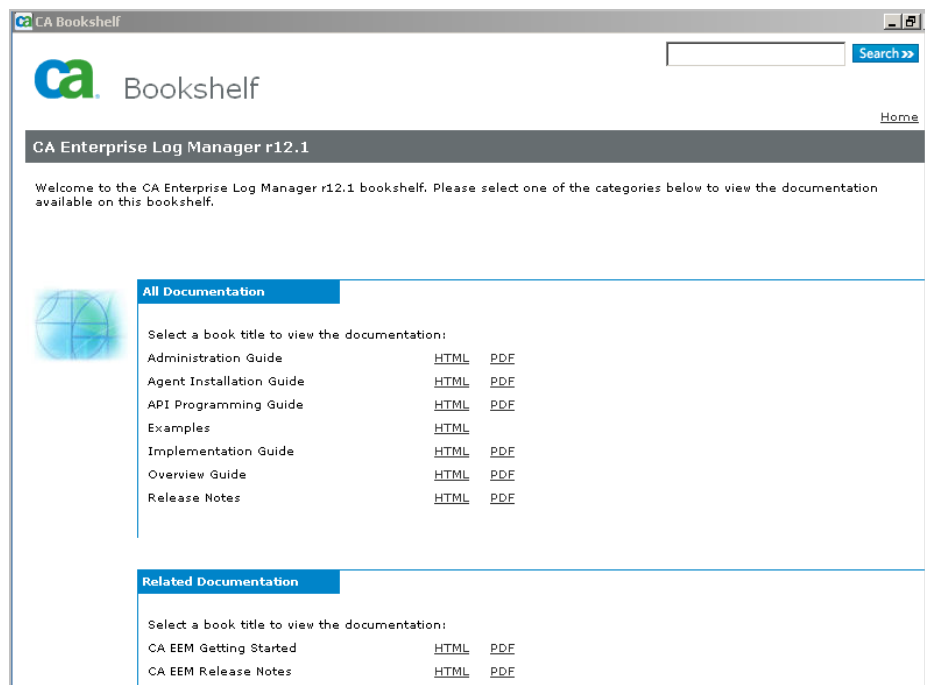 CA Bookshelf
Search >>
ca. Bookshelf
Home
CA Enterprise Log Manager r12.1
Welcome to the CA Enterprise Log Manager r12.1 bookshelf. Please select one of the categories below to view the documentation
available on this bookshelf.
All Documentation
Select a book title to view the documentation:
Administration Guide HTML PDF
Agent Installation Guide HTML PDF
API Programming Guide HTML PDF
Examples HTML
Implementation Guide HTML PDF
Overview Guide HTML PDF
Release Notes HTML PDF
Related Documentation
Select a book title to view the documentation:
CA EEM Getting Started HTML PDF
CA EEM Release Notes HTML PDF